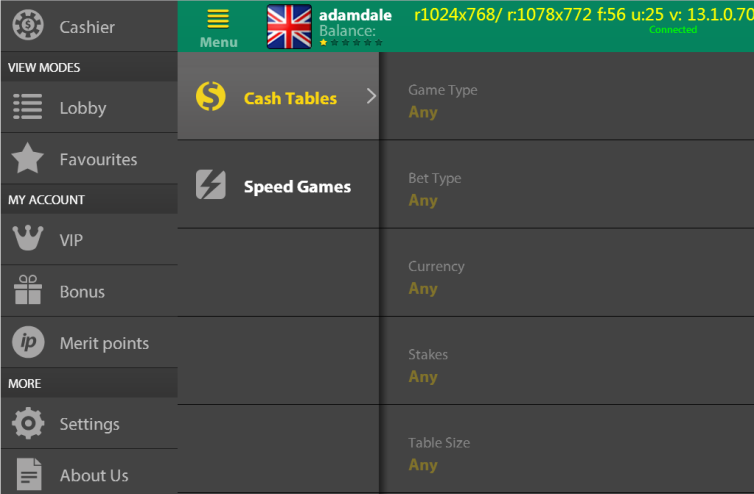 Cashier
VIEW MODES
Lobby
Favourites
MY ACCOUNT
VIP
Bonus
ip
Merit points
MORE
Settings
About Us
Menu
adamdale
Balance:
r1024x768/ r:1078x772 f:56 u:25 v: 13.1.0.70
Connected
Cash Tables
Speed Games
Game Type
Any
Bet Type
Any
Currency
Any
Stakes
Any
Table Size
Any